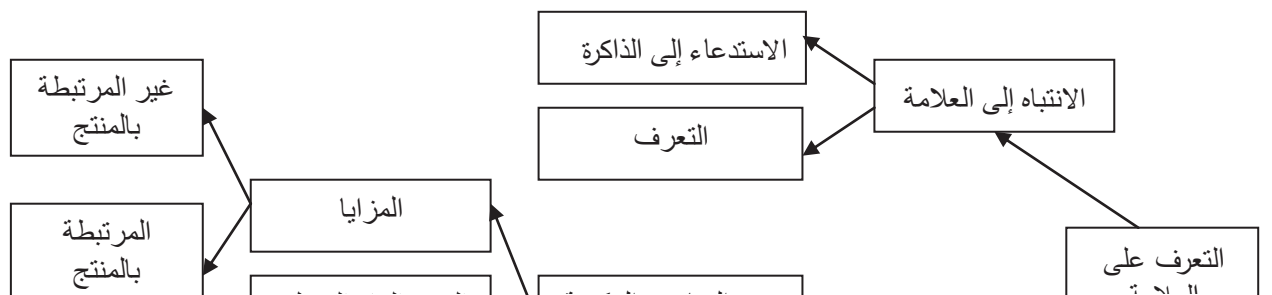 الاستدعاء إلى الذاكرة
الانتباه إلى العلامة
التعرف
غير المرتبطة
بالمنتج
المزايا
المرتبطة
بالمنتج
التعرف على